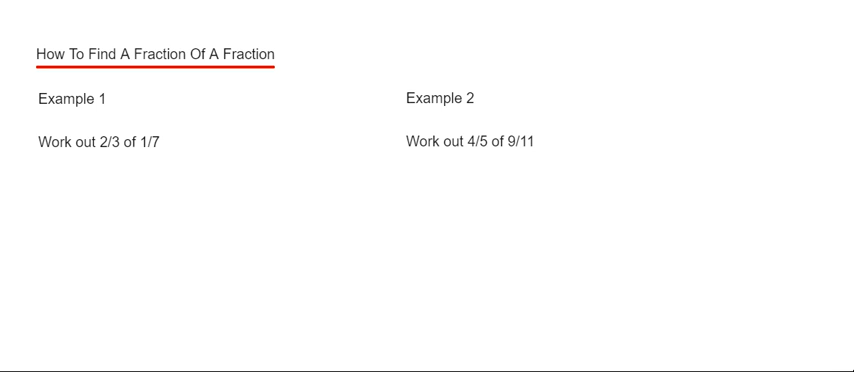 How To Find A Fraction Of A Fraction
Example 1
Work out 2/3 of 1/7
Example 2
Work out 4/5 of 9/11